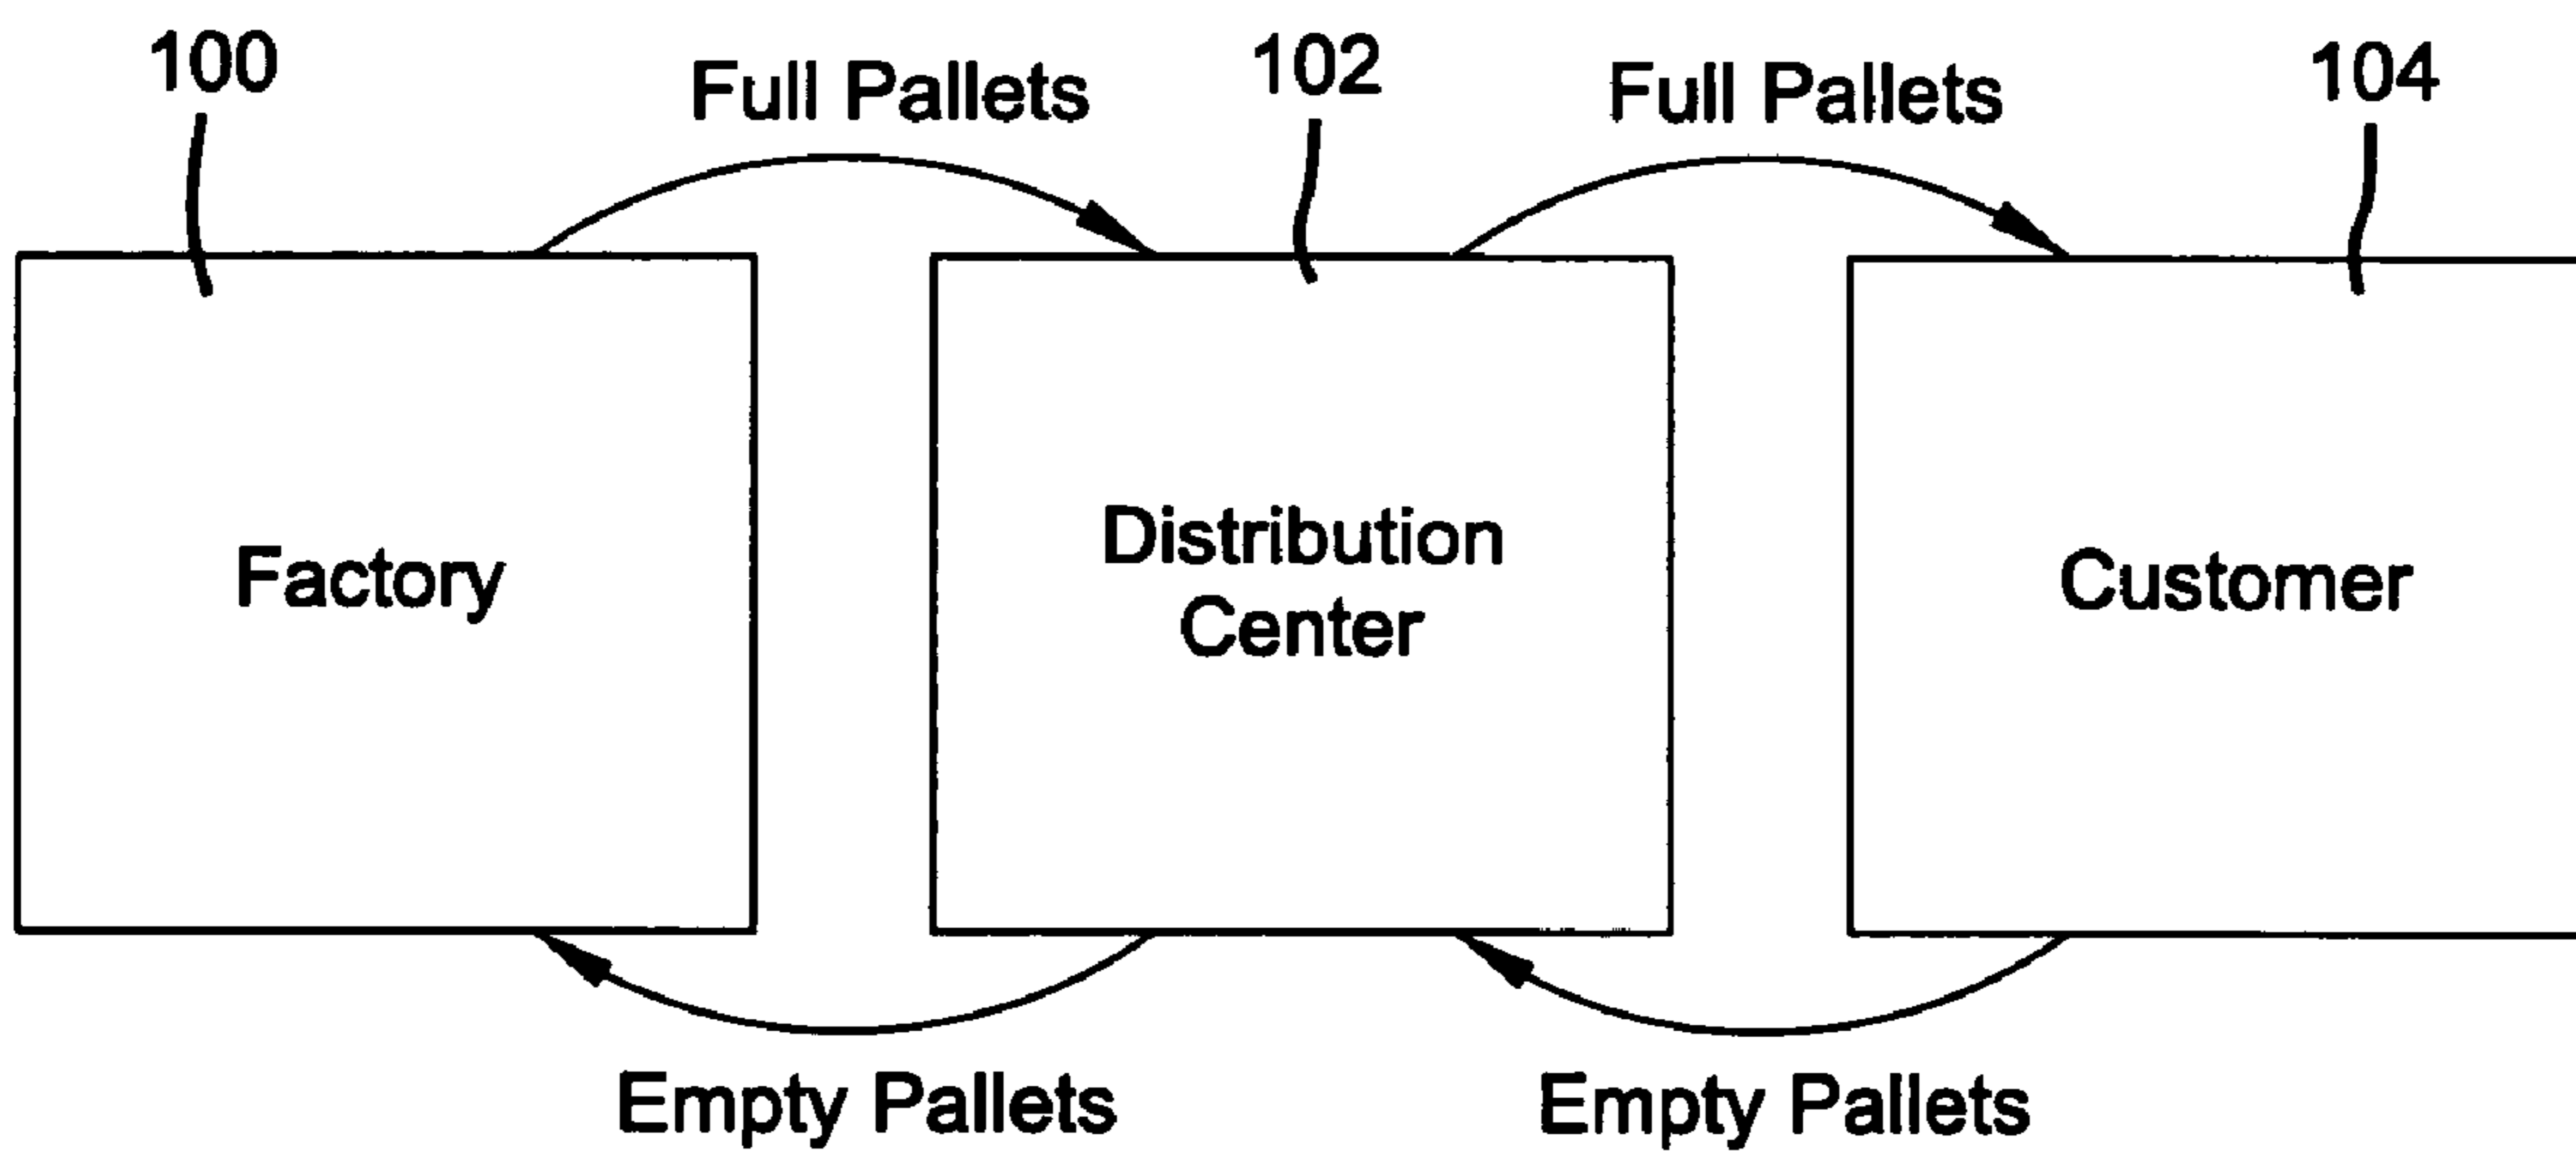 100
Full Pallets
102
Full Pallets
104
Factory
Distribution
Center
Customer
Empty Pallets
Empty Pallets